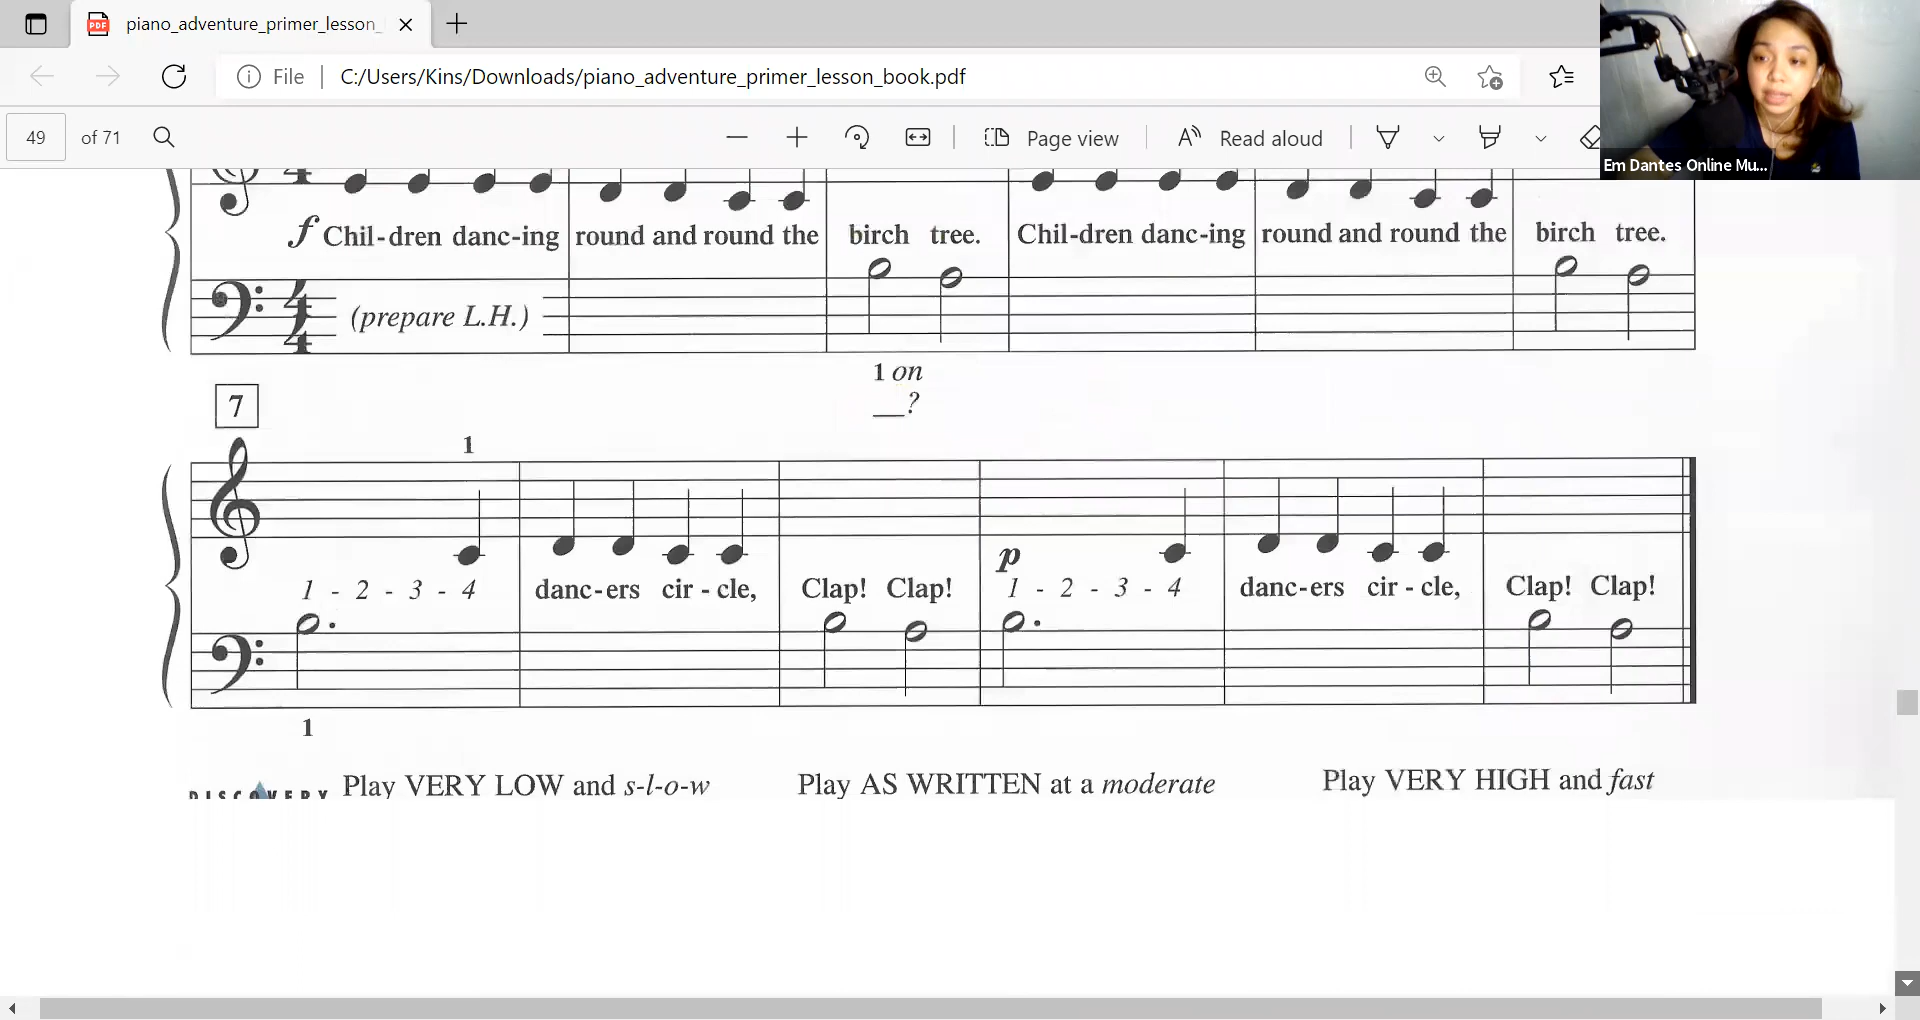 piano_adventure_primer_lesson_
File
C:/Users/Kins/Downloads/piano_adventure_primer_lesson_book.pdf
49 of 71
Page view
Read aloud
Em Dantes Online Mu...
4
f Chil-dren danc-ing round and round the birch tree. Chil-dren danc-ing round and round the birch tree.
4
4
(prepare L.H.)
1 on
__?
7
1
p
1 - 2 - 3 - 4 danc-ers cir - cle, Clap! Clap! 1 - 2 - 3 - 4 danc-ers cir - cle, Clap! Clap!
1
DISCOVERY Play VERY LOW and s-l-o-w Play AS WRITTEN at a moderate Play VERY HIGH and fast